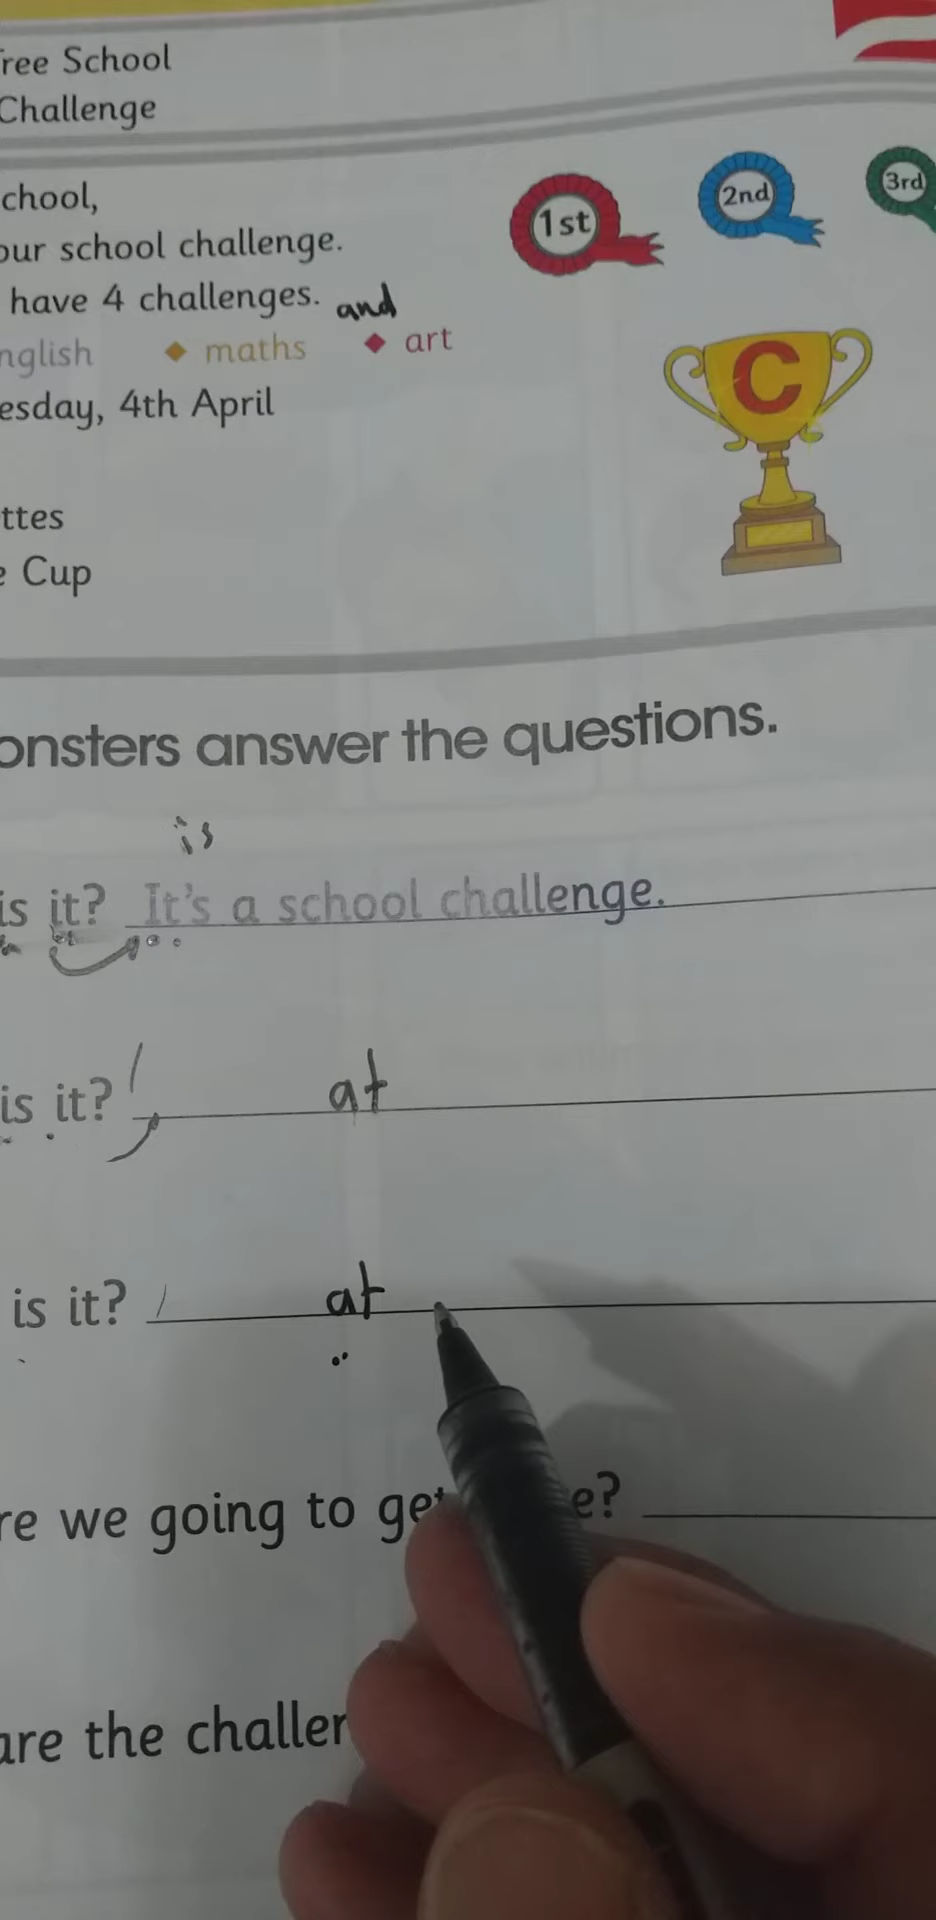 ree School
Challenge
chool,
our school challenge.
have 4 challenges. and
nglish ◆ maths ◆ art
esday, 4th April
1st 2nd 3rd
C
ttes
e Cup
onsters answer the questions.
is
is it? It's a school challenge.
is it? at
is it? at
re we going to get e?
are the challen